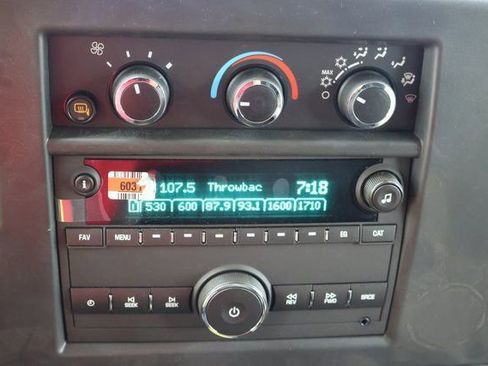 MAX
603
107.5 Throwbac 7:18
1 530 600 87.9 93.1 1600 1710
FAV MENU EQ CAT
SEEK SEEK REV FWD SRCE